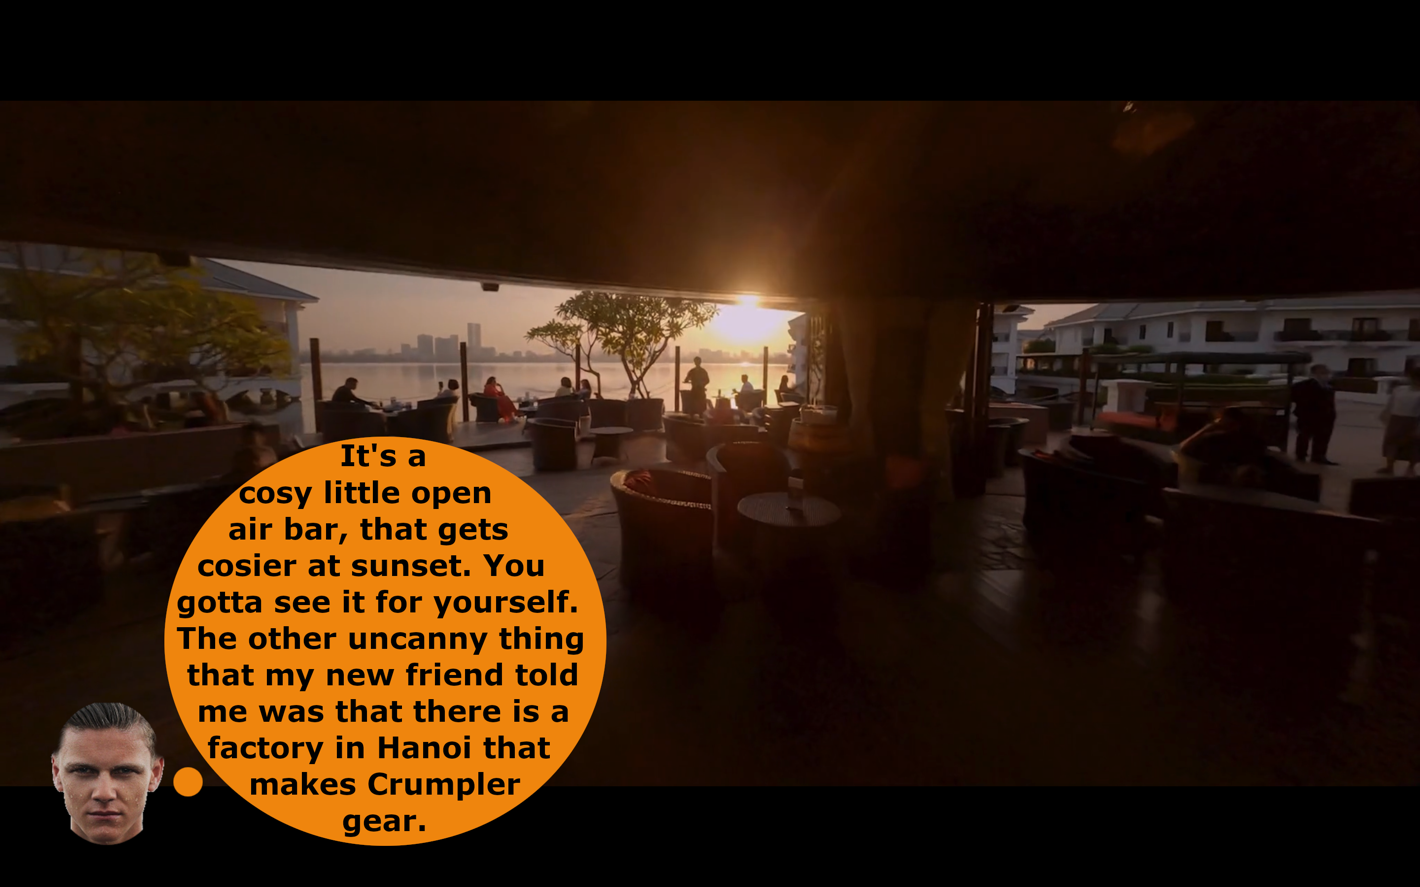 It's a
cosy little open
air bar, that gets
cosier at sunset. You
gotta see it for yourself.
The other uncanny thing
that my new friend told
me was that there is a
factory in Hanoi that
makes Crumpler
gear.